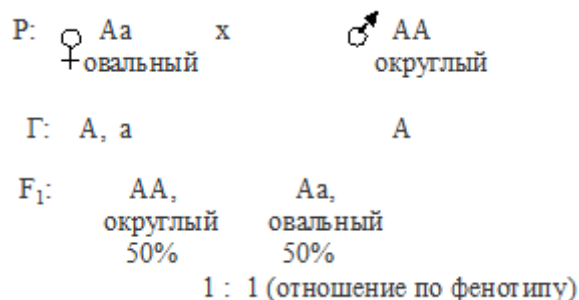 P: ♀ Aa x ♂ AA
овальный округлый
Г: A, a A
F₁: AA, Aa,
округлый овальный
50% 50%
1 : 1 (отношение по фенотипу)